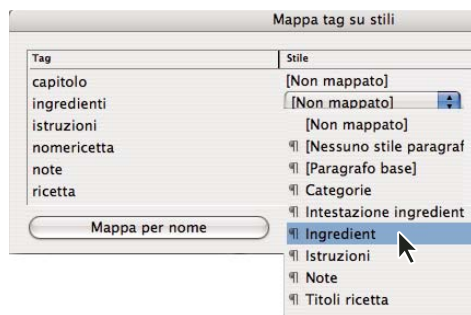 Mappa tag su stili
Tag Stile
capitolo [Non mappato]
ingredienti [Non mappato]
istruzioni [Non mappato]
nomericetta ¶ [Nessuno stile paragraf
note ¶ [Paragrafo base]
ricetta ¶ Categorie
¶ Intestazione ingredient
Mappa per nome ¶ Ingredient
¶ Istruzioni
¶ Note
¶ Titoli ricetta